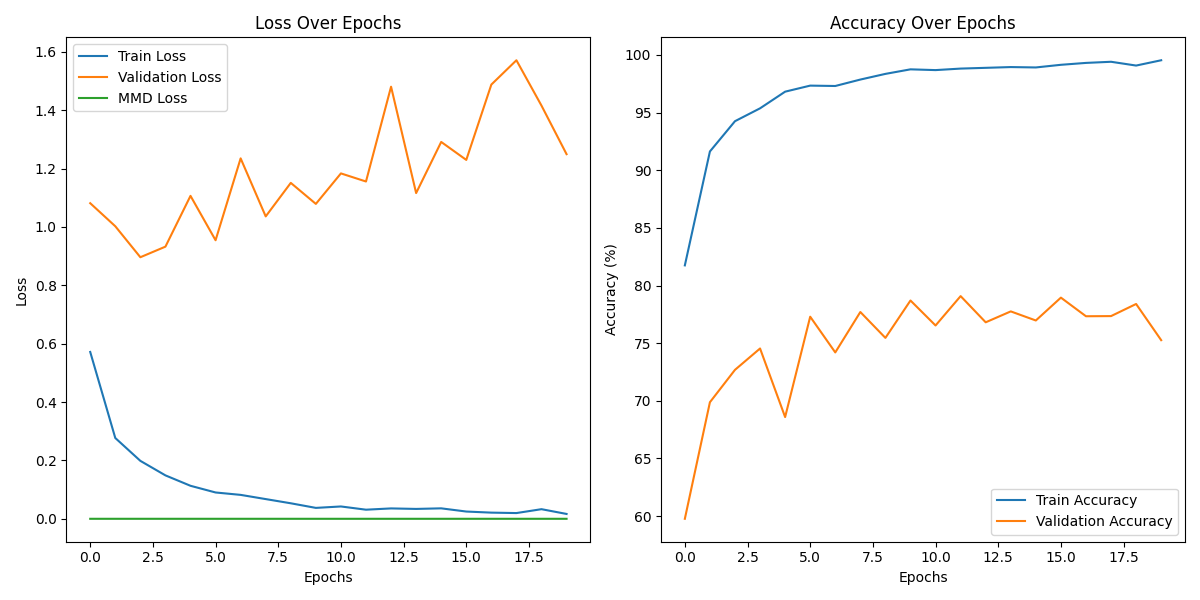 Loss Over Epochs
Train Loss
Validation Loss
MMD Loss
1.6
1.4
1.2
1.0
0.8
0.6
0.4
0.2
0.0
Loss
0.0 2.5 5.0 7.5 10.0 12.5 15.0 17.5
Epochs
Accuracy Over Epochs
100
95
90
85
80
75
70
65
60
Accuracy (%)
Train Accuracy
Validation Accuracy
0.0 2.5 5.0 7.5 10.0 12.5 15.0 17.5
Epochs